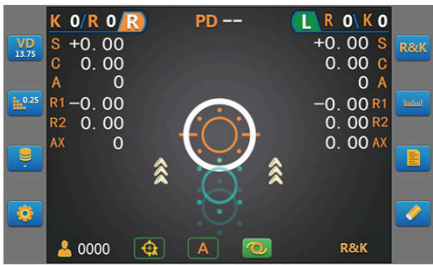 K 0/R 0/R PD -- L R 0\K 0
VD 13.75 S +0.00 +0.00 S R&K
C 0.00 0.00 C
A 0 0 A
0.25 R1 -0.00 -0.00 R1
R2 0.00 0.00 R2
AX 0 0.00 AX
0000 A R&K